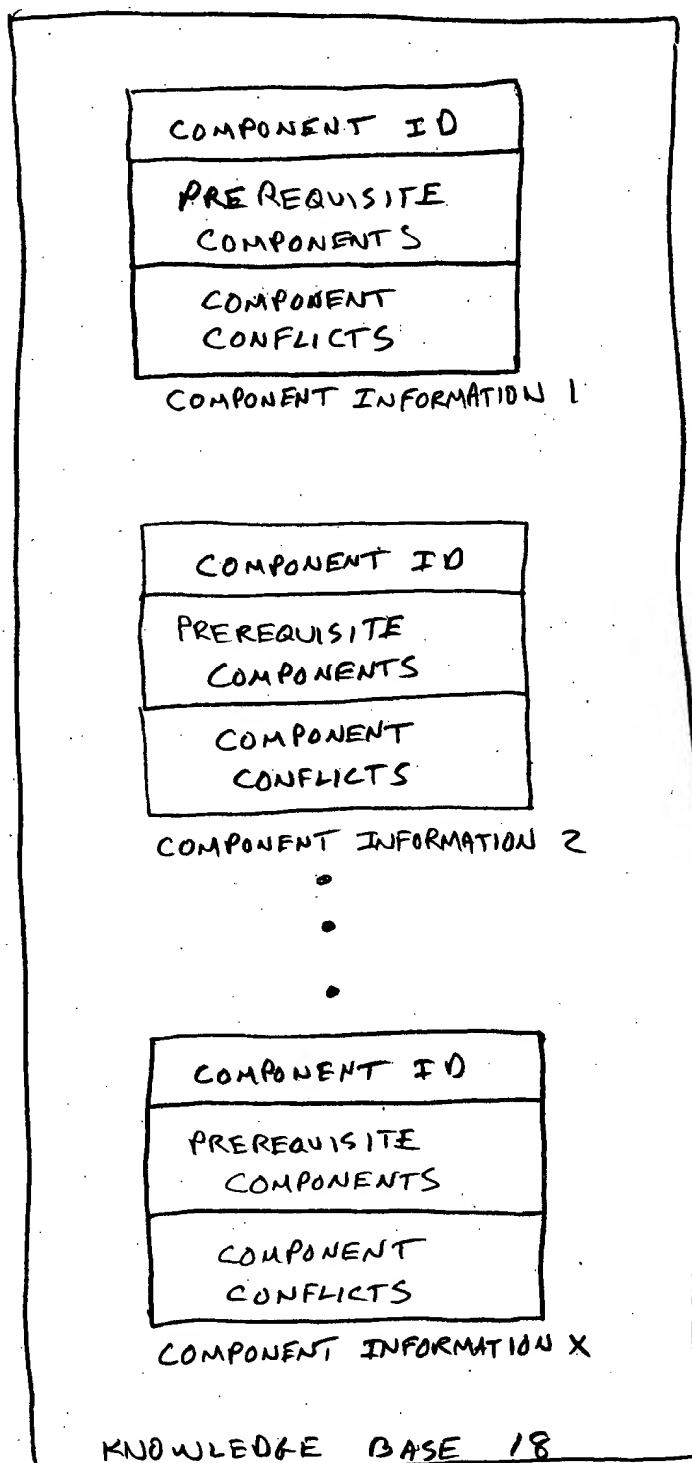 COMPONENT ID
PREREQUISITE
COMPONENTS
COMPONENT
CONFLICTS
COMPONENT INFORMATION 1
COMPONENT ID
PREREQUISITE
COMPONENTS
COMPONENT
CONFLICTS
COMPONENT INFORMATION 2
COMPONENT ID
PREREQUISITE
COMPONENTS
COMPONENT
CONFLICTS
COMPONENT INFORMATION X
KNOWLEDGE BASE 18